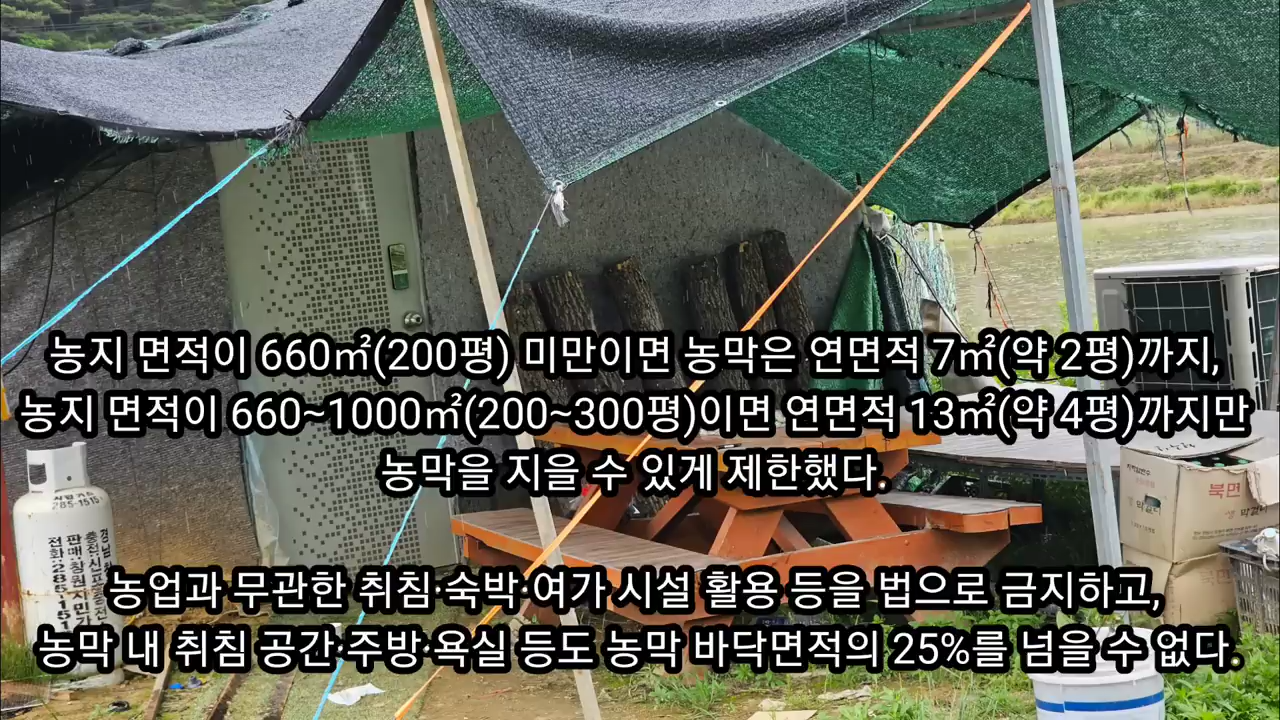 농지 면적이 660㎡(200평) 미만이면 농막은 연면적 7㎡(약 2평)까지,
농지 면적이 660~1000㎡(200~300평)이면 연면적 13㎡(약 4평)까지만
농막을 지을 수 있게 제한했다.
농업과 무관한 취침·숙박·여가 시설 활용 등을 법으로 금지하고,
농막 내 취침 공간·주방·욕실 등도 농막 바닥면적의 25%를 넘을 수 없다.
285-1515
북면